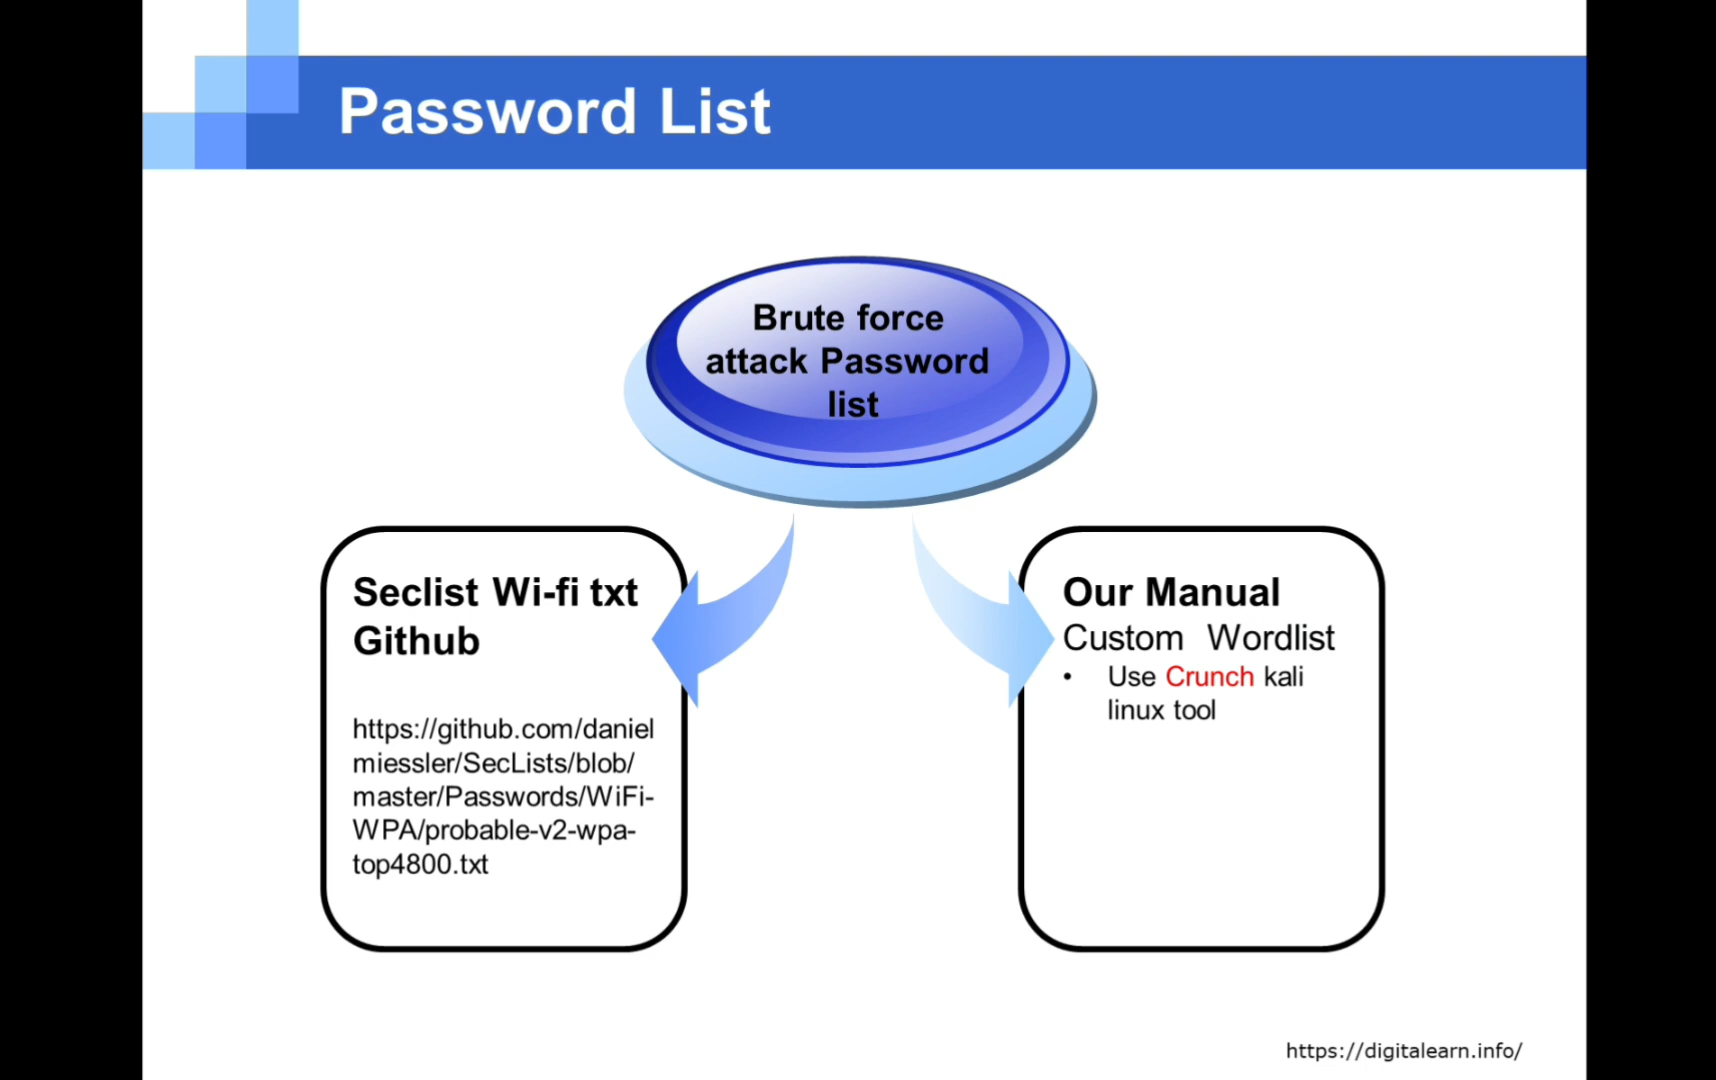 Password List
Brute force
attack Password
list
Seclist Wi-fi txt
Github
https://github.com/daniel
miessler/SecLists/blob/
master/Passwords/WiFi-
WPA/probable-v2-wpa-
top4800.txt
Our Manual
Custom Wordlist
• Use Crunch kali
linux tool
https://digitalearn.info/